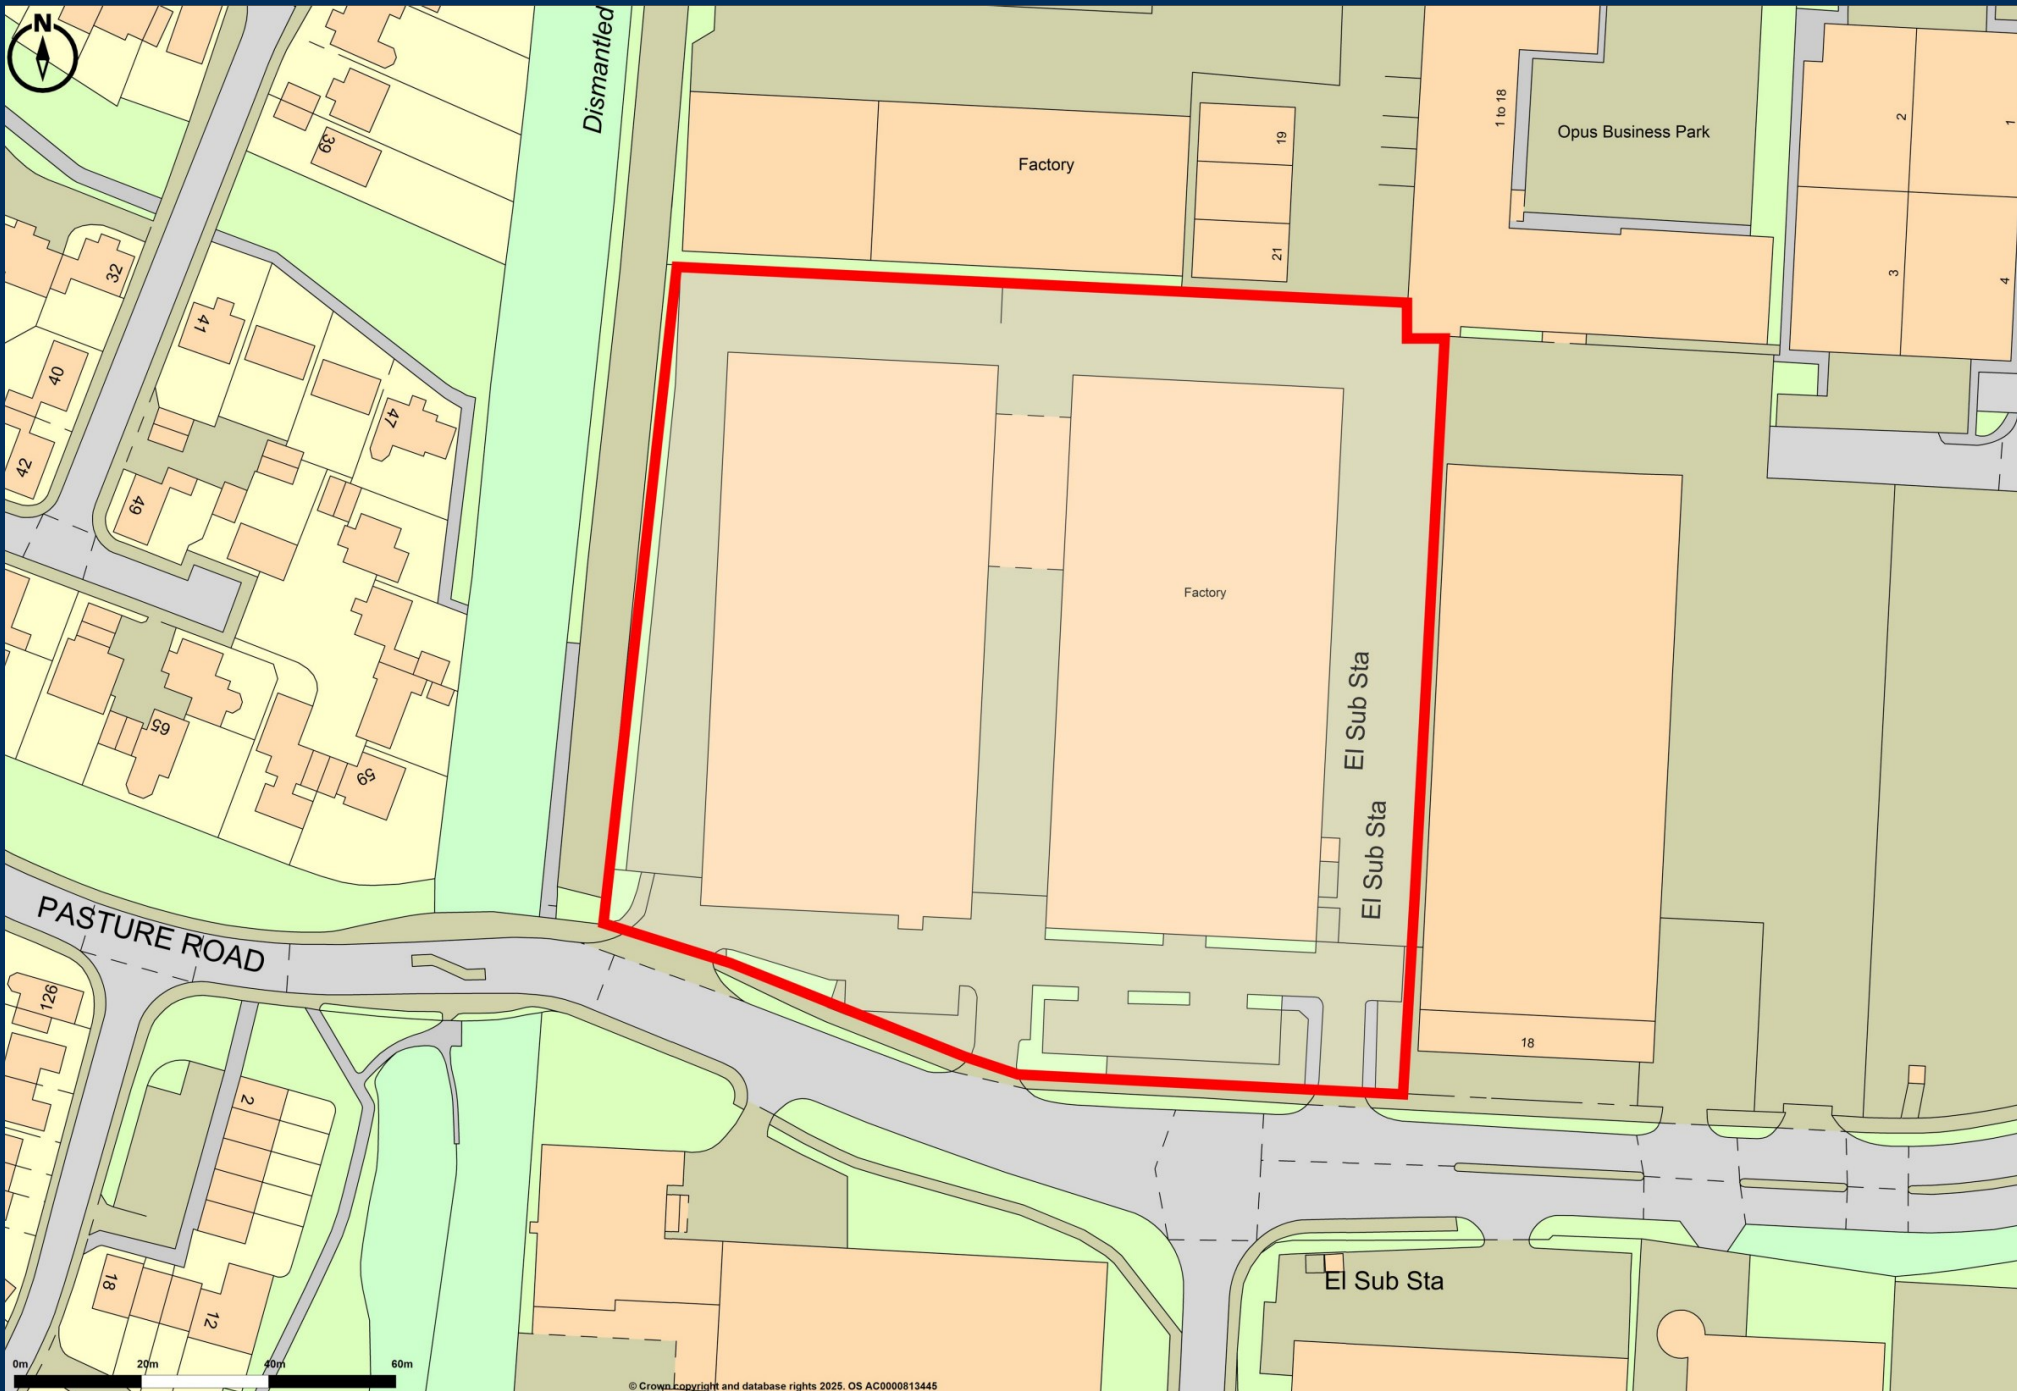 N
Dismantled
39
32
41
40
42
47
49
65
59
Factory
19
21
1 to 18
Opus Business Park
2
1
3
4
Factory
El Sub Sta
El Sub Sta
18
PASTURE ROAD
126
2
18
12
El Sub Sta
0m
20m
40m
60m
© Crown copyright and database rights 2025. OS AC0000813445